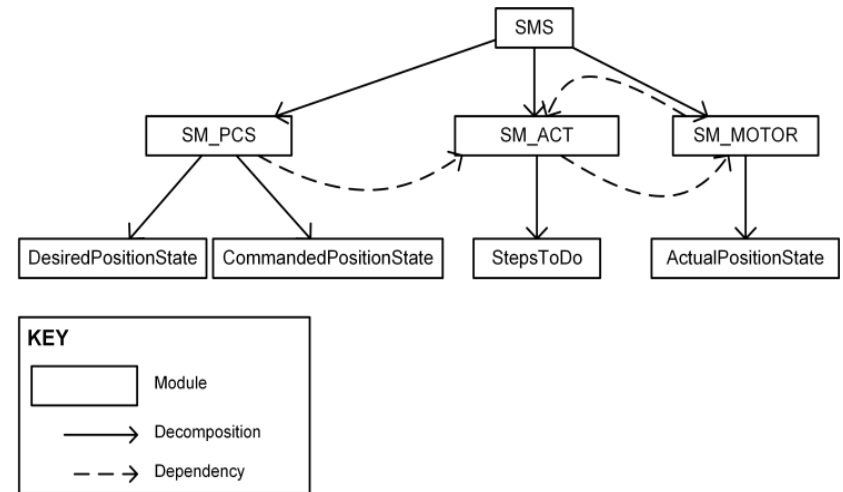 SMS
SM_PCS
SM_ACT
SM_MOTOR
DesiredPositionState
CommandedPositionState
StepsToDo
ActualPositionState
KEY
Module
Decomposition
Dependency